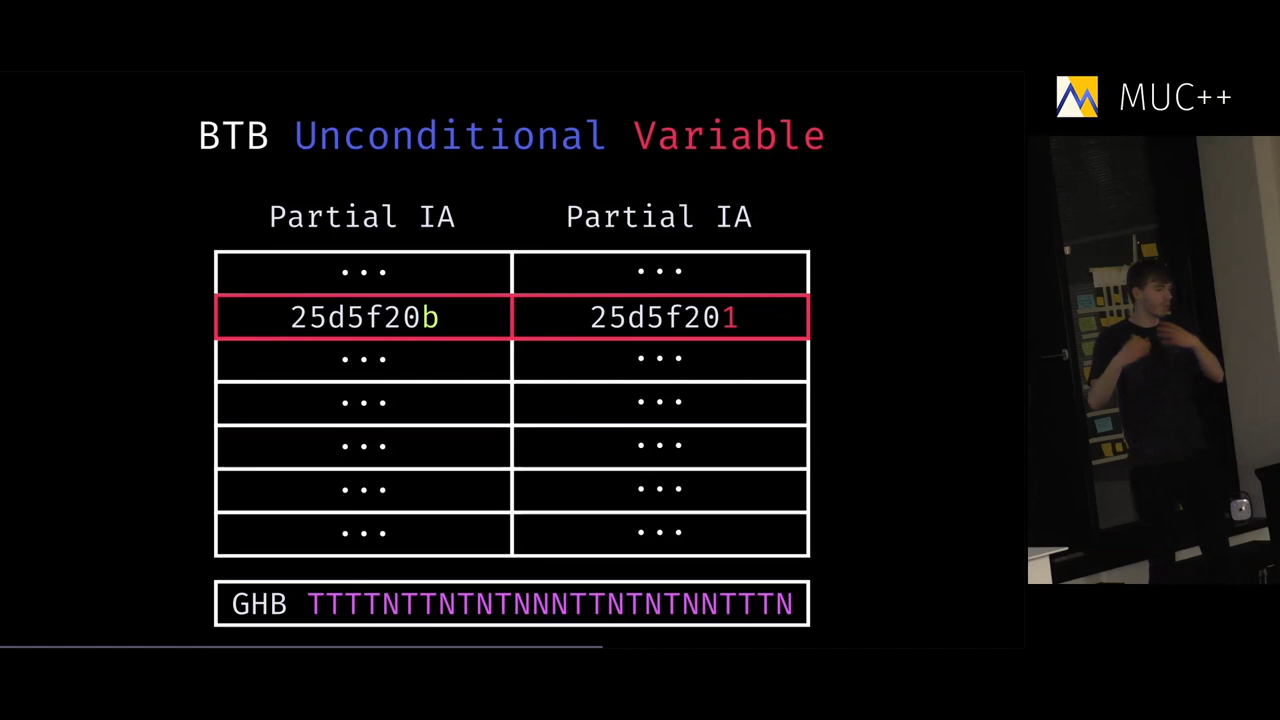 MUC++
BTB Unconditional Variable
Partial IA Partial IA
... ...
25d5f20b 25d5f201
... ...
... ...
... ...
... ...
... ...
GHB TTTTNTTNTNTNNNTTNTNTNNTTTN